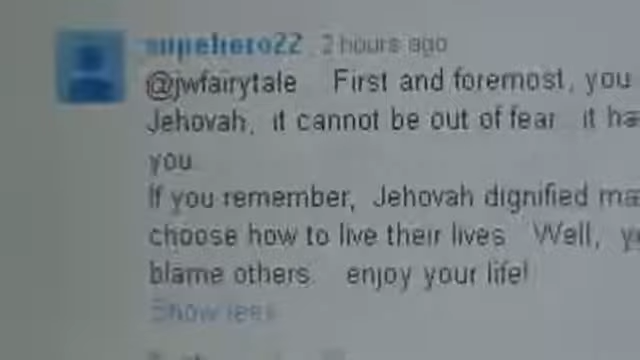 supehero22 2 hours ago
@jwfairytale First and foremost, you
Jehovah, it cannot be out of fear it ha
you
If you remember, Jehovah dignified ma
choose how to live their lives Well, y
blame others enjoy your life!
Show less